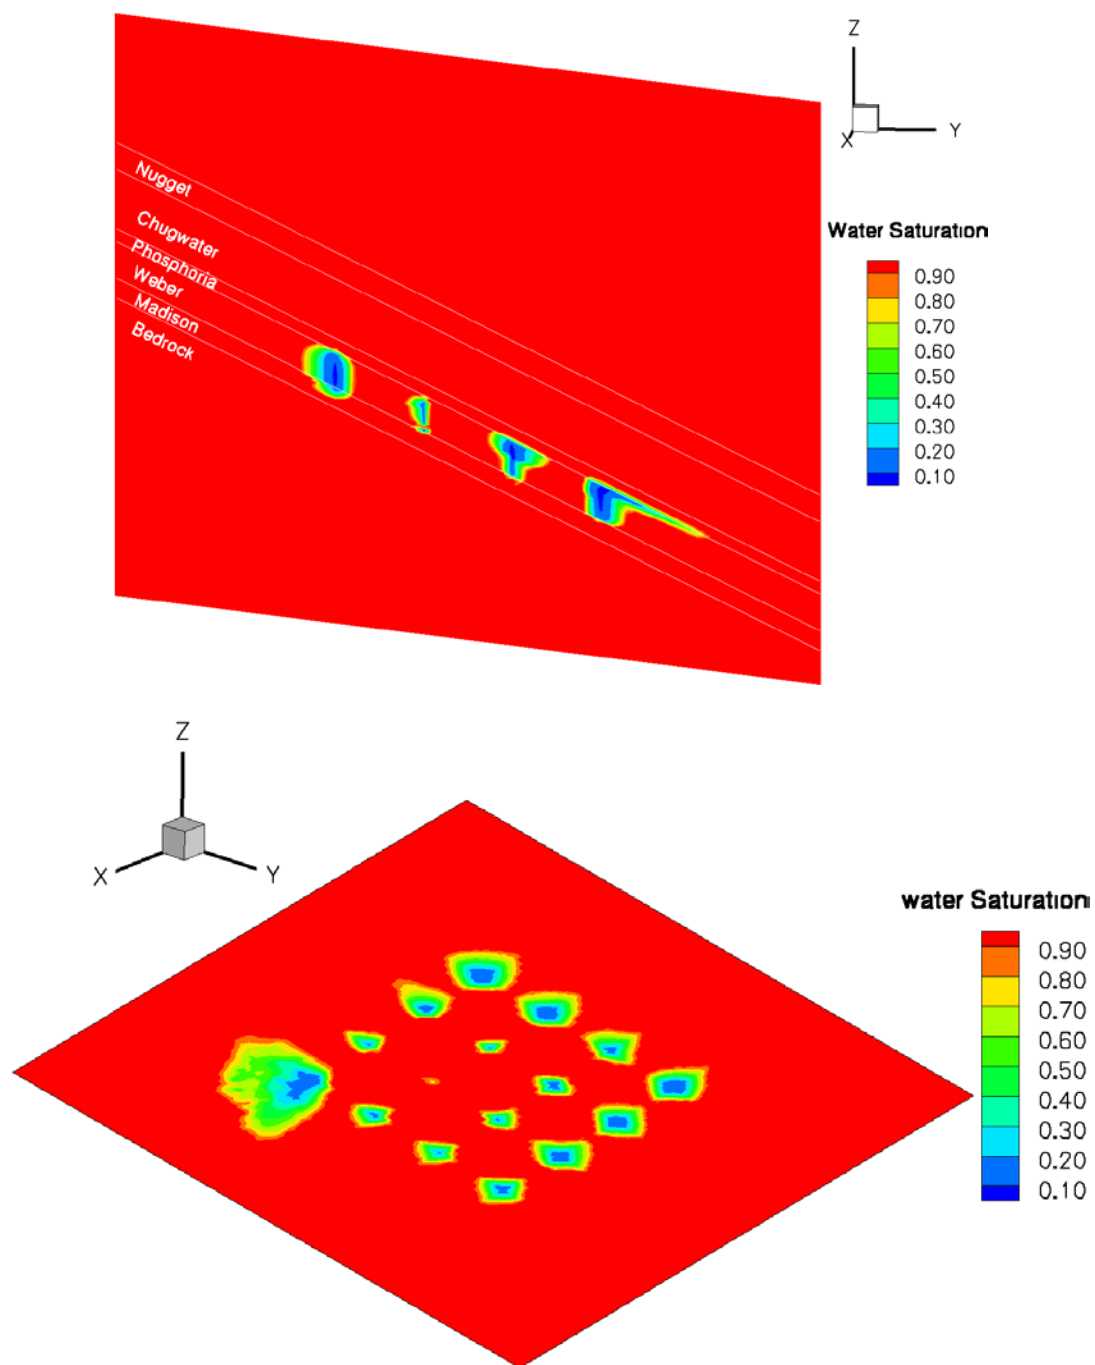 Z
Y
X
Water Saturation
0.90
0.80
0.70
0.60
0.50
0.40
0.30
0.20
0.10
Nugget
Chugwater
Phosphoria
Weber
Madison
Bedrock
Z
X
Y
water Saturation
0.90
0.80
0.70
0.60
0.50
0.40
0.30
0.20
0.10